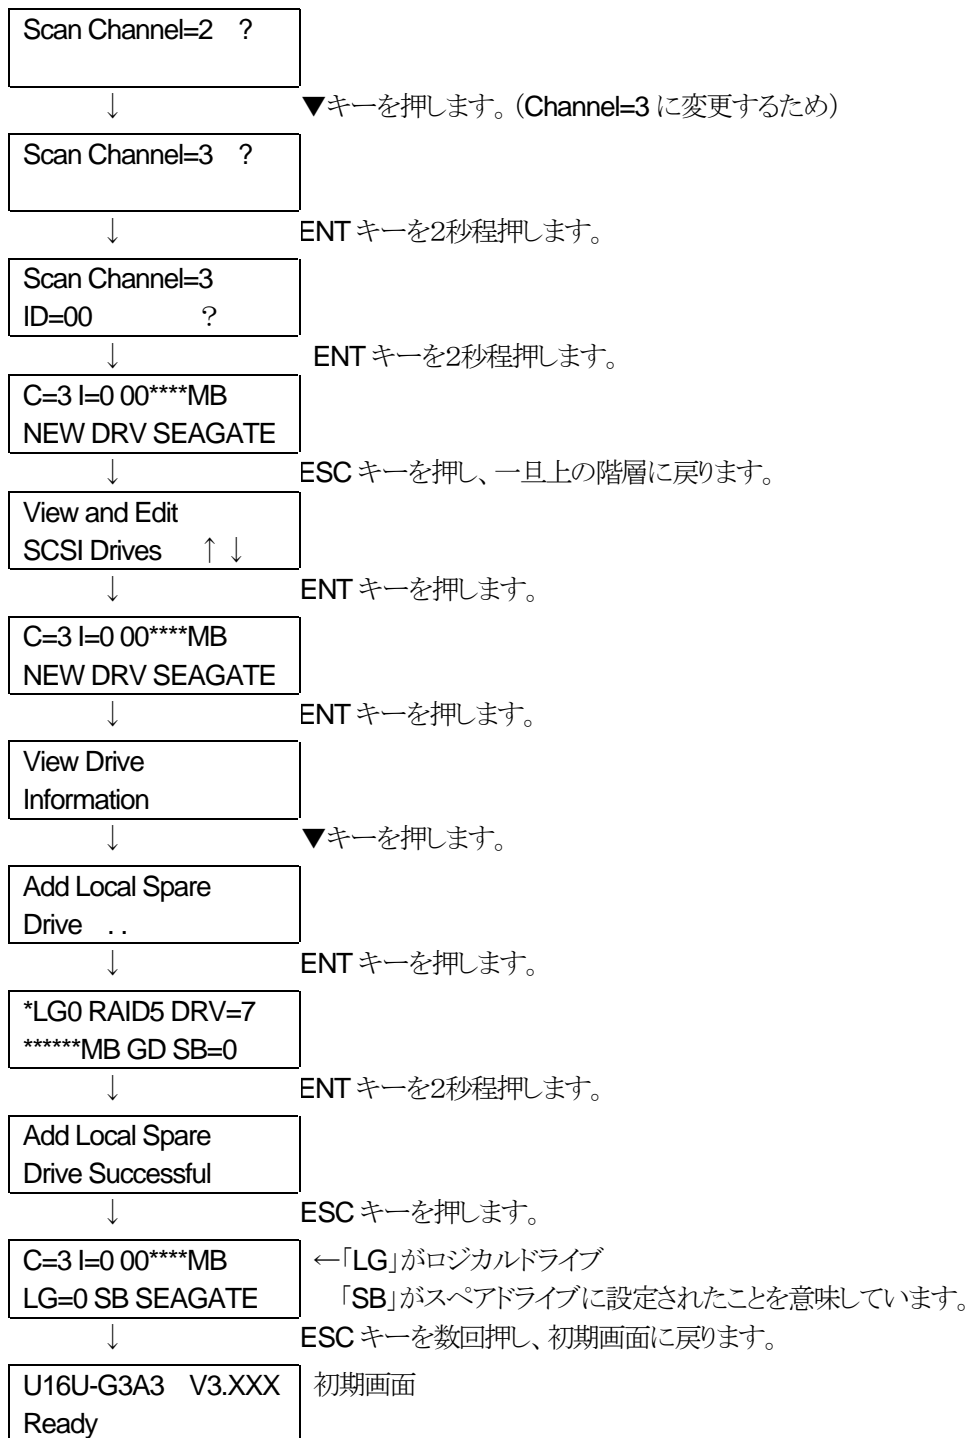 Scan Channel=2 ?
↓ ▼キーを押します。（Channel=3 に変更するため）
Scan Channel=3 ?
↓ ENT キーを2秒程押します。
Scan Channel=3
ID=00 ？
↓ ENT キーを2秒程押します。
C=3 I=0 00****MB
NEW DRV SEAGATE
↓ ESC キーを押し、一旦上の階層に戻ります。
View and Edit
SCSI Drives ↑ ↓
↓ ENT キーを押します。
C=3 I=0 00****MB
NEW DRV SEAGATE
↓ ENT キーを押します。
View Drive
Information
↓ ▼キーを押します。
Add Local Spare
Drive . .
↓ ENT キーを押します。
*LG0 RAID5 DRV=7
******MB GD SB=0
↓ ENT キーを2秒程押します。
Add Local Spare
Drive Successful
↓ ESC キーを押します。
C=3 I=0 00****MB ←「LG」がロジカルドライブ
LG=0 SB SEAGATE 「SB」がスペアドライブに設定されたことを意味しています。
↓ ESC キーを数回押し、初期画面に戻ります。
U16U-G3A3 V3.XXX 初期画面
Ready